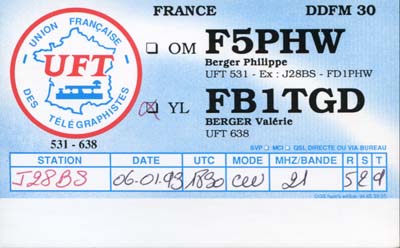 FRANCE DDFM 30
UNION FRANÇAISE
UFT
DES TÉLÉGRAPHISTES
531 - 638
OM F5PHW
Berger Philippe
UFT 531 - Ex : J28BS - FD1PHW
YL FB1TGD
BERGER Valérie
UFT 638
SVP MCI QSL DIRECTE OU VIA BUREAU
STATION DATE UTC MODE MHZ/BANDE R S T
J28BS 06.01.93 1830 cw 21 5 2 9